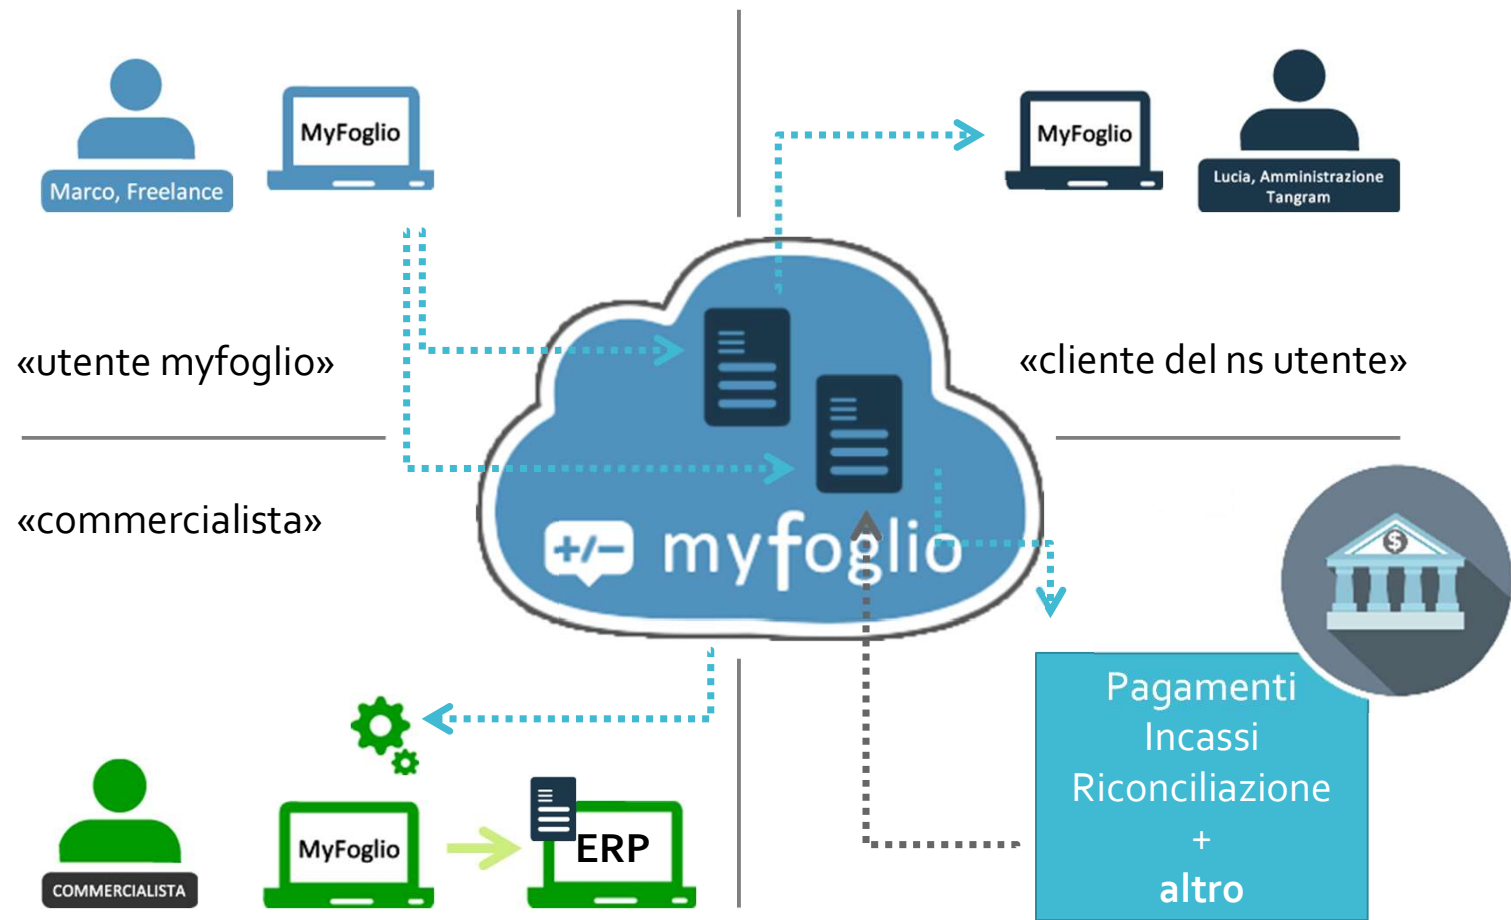 MyFoglio
Marco, Freelance
MyFoglio
Lucia, Amministrazione
Tangram
«utente myfoglio»
«cliente del ns utente»
«commercialista»
+/−
myfoglio
$
Pagamenti
Incassi
Riconciliazione
+
altro
COMMERCIALISTA
MyFoglio
ERP